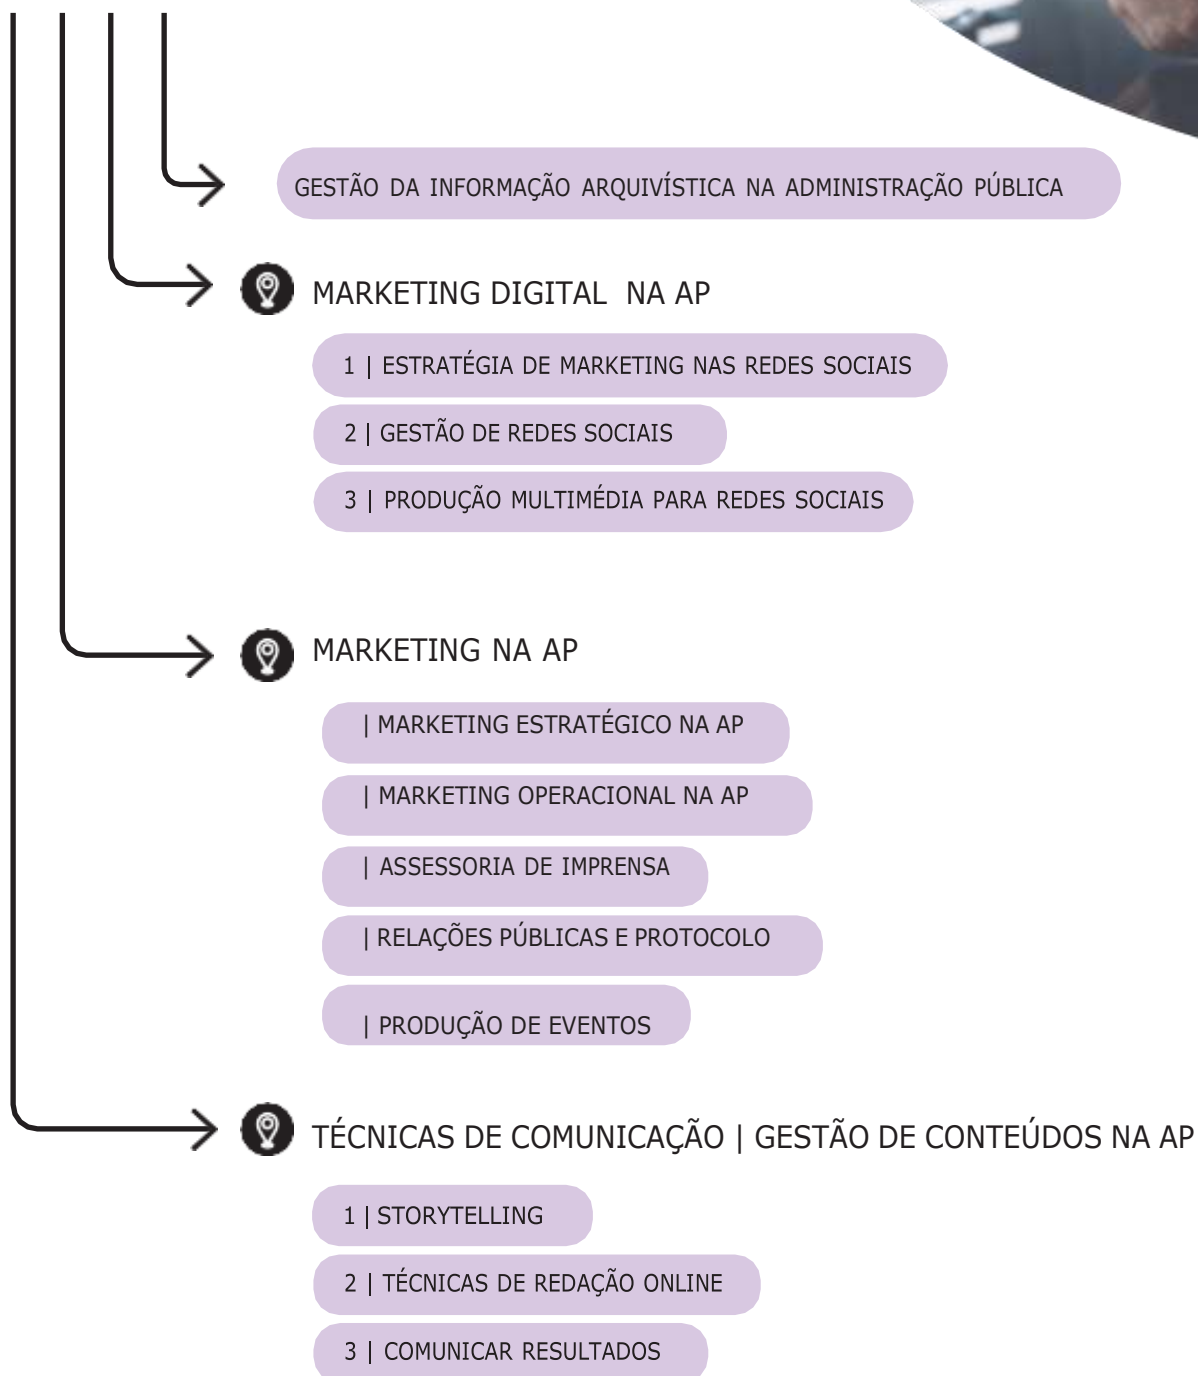 GESTÃO DA INFORMAÇÃO ARQUIVÍSTICA NA ADMINISTRAÇÃO PÚBLICA
MARKETING DIGITAL NA AP
1 | ESTRATÉGIA DE MARKETING NAS REDES SOCIAIS
2 | GESTÃO DE REDES SOCIAIS
3 | PRODUÇÃO MULTIMÉDIA PARA REDES SOCIAIS
MARKETING NA AP
| MARKETING ESTRATÉGICO NA AP
| MARKETING OPERACIONAL NA AP
| ASSESSORIA DE IMPRENSA
| RELAÇÕES PÚBLICAS E PROTOCOLO
| PRODUÇÃO DE EVENTOS
TÉCNICAS DE COMUNICAÇÃO | GESTÃO DE CONTEÚDOS NA AP
1 | STORYTELLING
2 | TÉCNICAS DE REDAÇÃO ONLINE
3 | COMUNICAR RESULTADOS